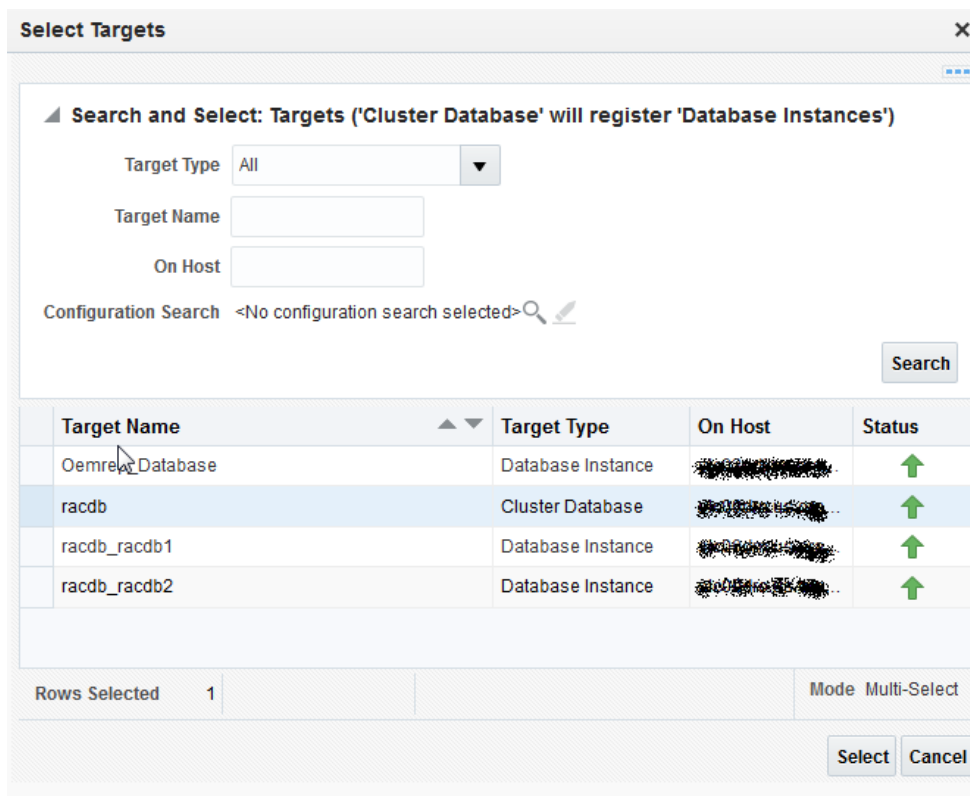 Select Targets
Search and Select: Targets ('Cluster Database' will register 'Database Instances')
Target Type All
Target Name
On Host
Configuration Search <No configuration search selected>
Search
Target Name Target Type On Host Status
Database Instance
racdb Cluster Database
racdb_racdb1 Database Instance
racdb_racdb2 Database Instance
Rows Selected 1 Mode Multi-Select
Select Cancel